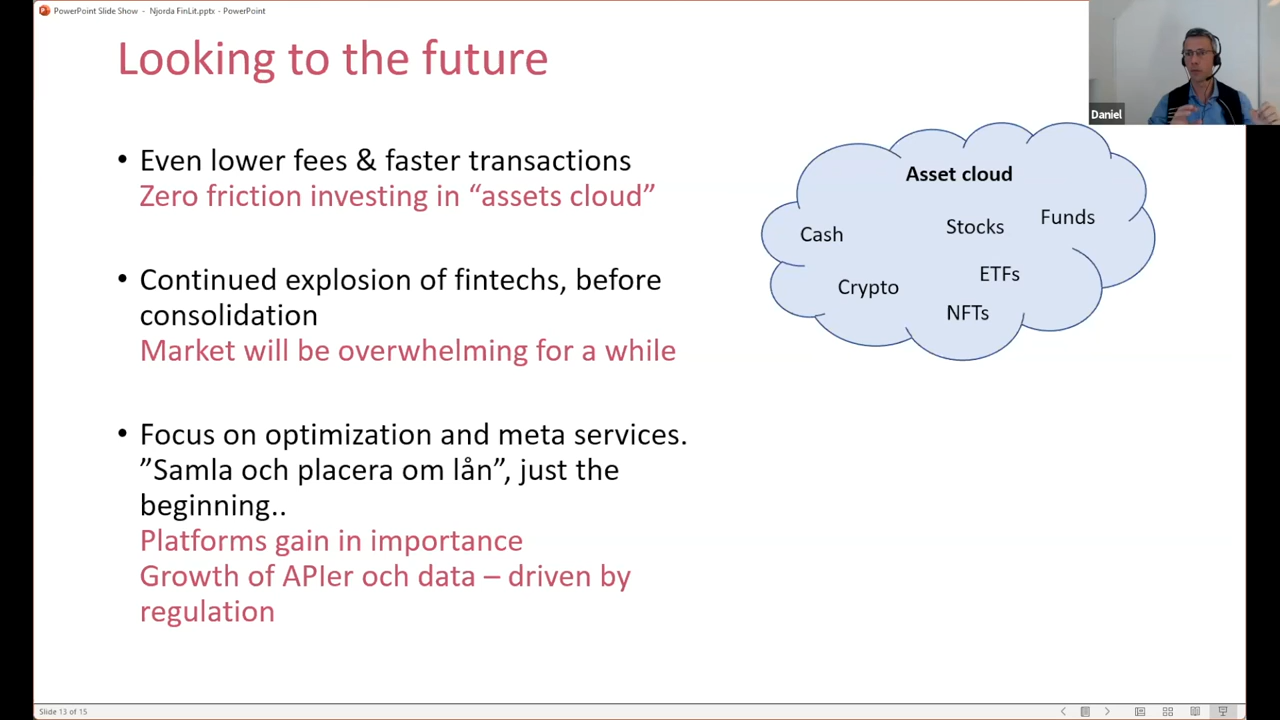 PowerPoint Slide Show - Njorda FinLit.pptx - PowerPoint
Looking to the future
Daniel
• Even lower fees & faster transactions
Zero friction investing in “assets cloud”
• Continued explosion of fintechs, before
consolidation
Market will be overwhelming for a while
• Focus on optimization and meta services.
”Samla och placera om lån”, just the
beginning..
Platforms gain in importance
Growth of APIer och data – driven by
regulation
Asset cloud
Cash
Stocks
Funds
Crypto
ETFs
NFTs
Slide 13 of 15